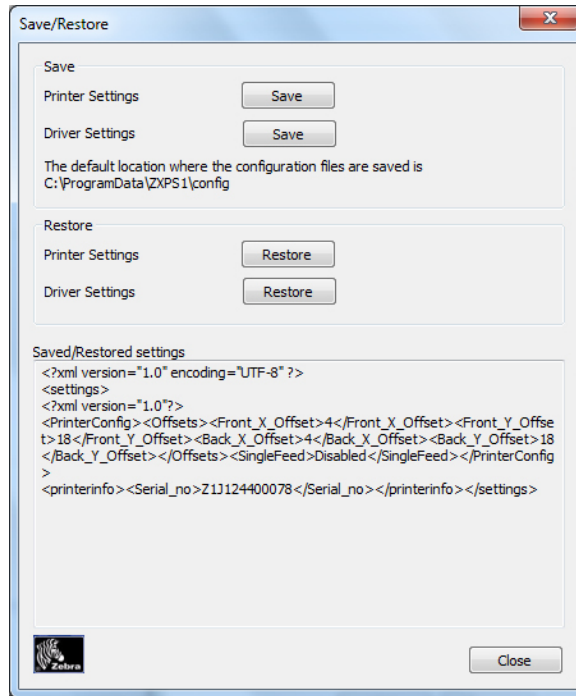 Save/Restore
Save
Printer Settings
Save
Driver Settings
Save
The default location where the configuration files are saved is
C:\ProgramData\ZXPS1\config
Restore
Printer Settings
Restore
Driver Settings
Restore
Saved/Restored settings
<?xml version="1.0" encoding="UTF-8" ?>
<settings>
<?xml version="1.0"?>
<PrinterConfig><Offsets><Front_X_Offset>4</Front_X_Offset><Front_Y_Offse
t>18</Front_Y_Offset><Back_X_Offset>4</Back_X_Offset><Back_Y_Offset>18
</Back_Y_Offset></Offsets><SingleFeed>Disabled</SingleFeed></PrinterConfig
>
<printerinfo><Serial_no>Z1J124400078</Serial_no></printerinfo></settings>
Zebra
Close